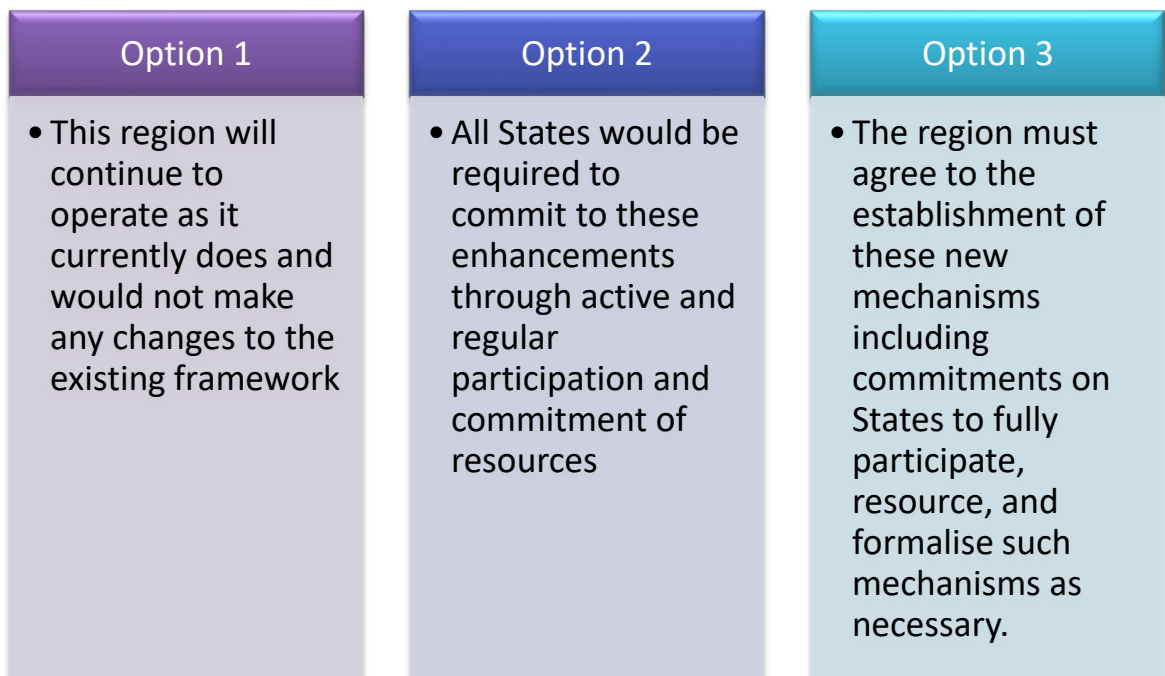 Option 1
• This region will
continue to
operate as it
currently does and
would not make
any changes to the
existing framework
Option 2
• All States would be
required to
commit to these
enhancements
through active and
regular
participation and
commitment of
resources
Option 3
• The region must
agree to the
establishment of
these new
mechanisms
including
commitments on
States to fully
participate,
resource, and
formalise such
mechanisms as
necessary.